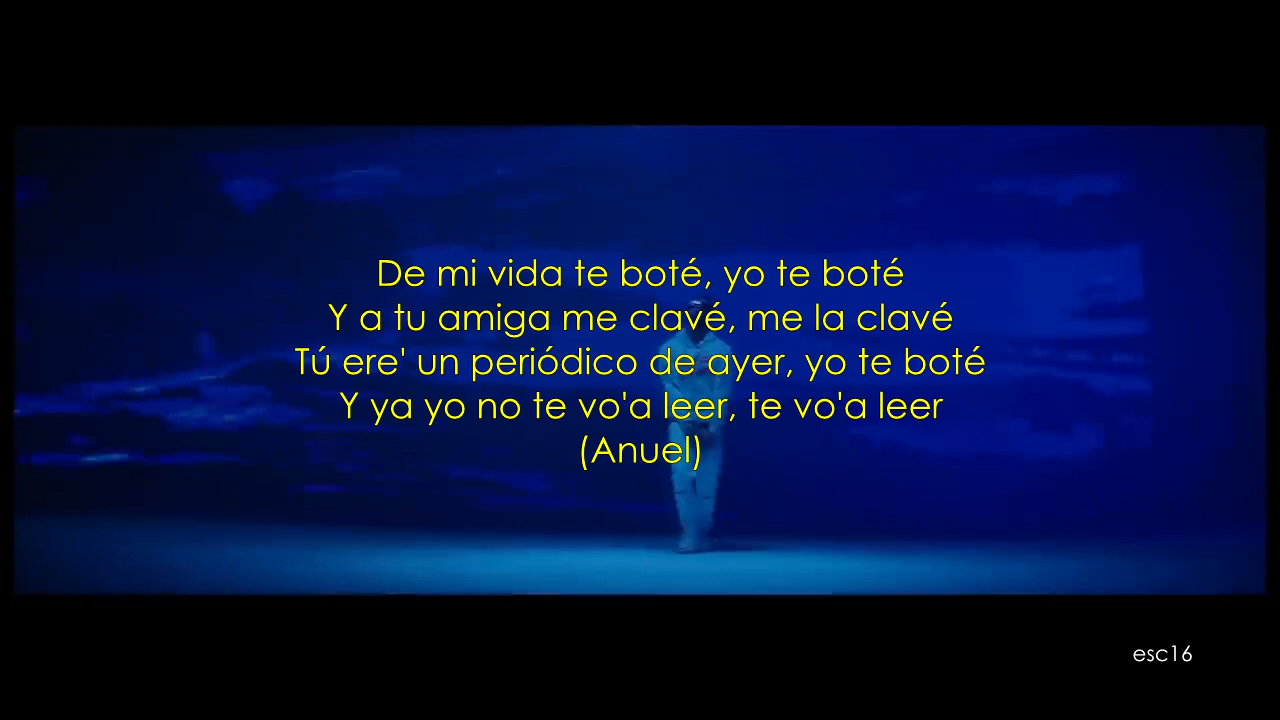 De mi vida te boté, yo te boté
Y a tu amiga me clavé, me la clavé
Tú ere' un periódico de ayer, yo te boté
Y ya yo no te vo'a leer, te vo'a leer
(Anuel)
esc16